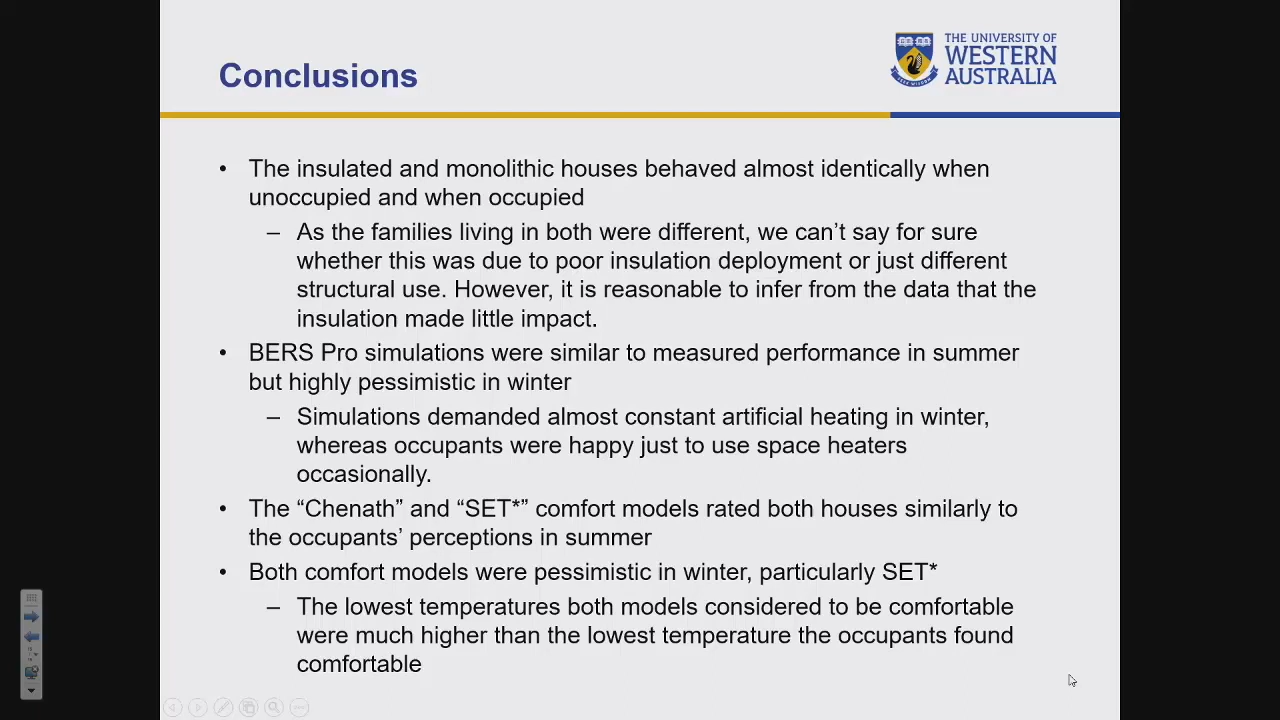 THE UNIVERSITY OF
WESTERN
AUSTRALIA
Conclusions
• The insulated and monolithic houses behaved almost identically when
unoccupied and when occupied
– As the families living in both were different, we can’t say for sure
whether this was due to poor insulation deployment or just different
structural use. However, it is reasonable to infer from the data that the
insulation made little impact.
• BERS Pro simulations were similar to measured performance in summer
but highly pessimistic in winter
– Simulations demanded almost constant artificial heating in winter,
whereas occupants were happy just to use space heaters
occasionally.
• The “Chenath” and “SET*” comfort models rated both houses similarly to
the occupants’ perceptions in summer
• Both comfort models were pessimistic in winter, particularly SET*
– The lowest temperatures both models considered to be comfortable
were much higher than the lowest temperature the occupants found
comfortable